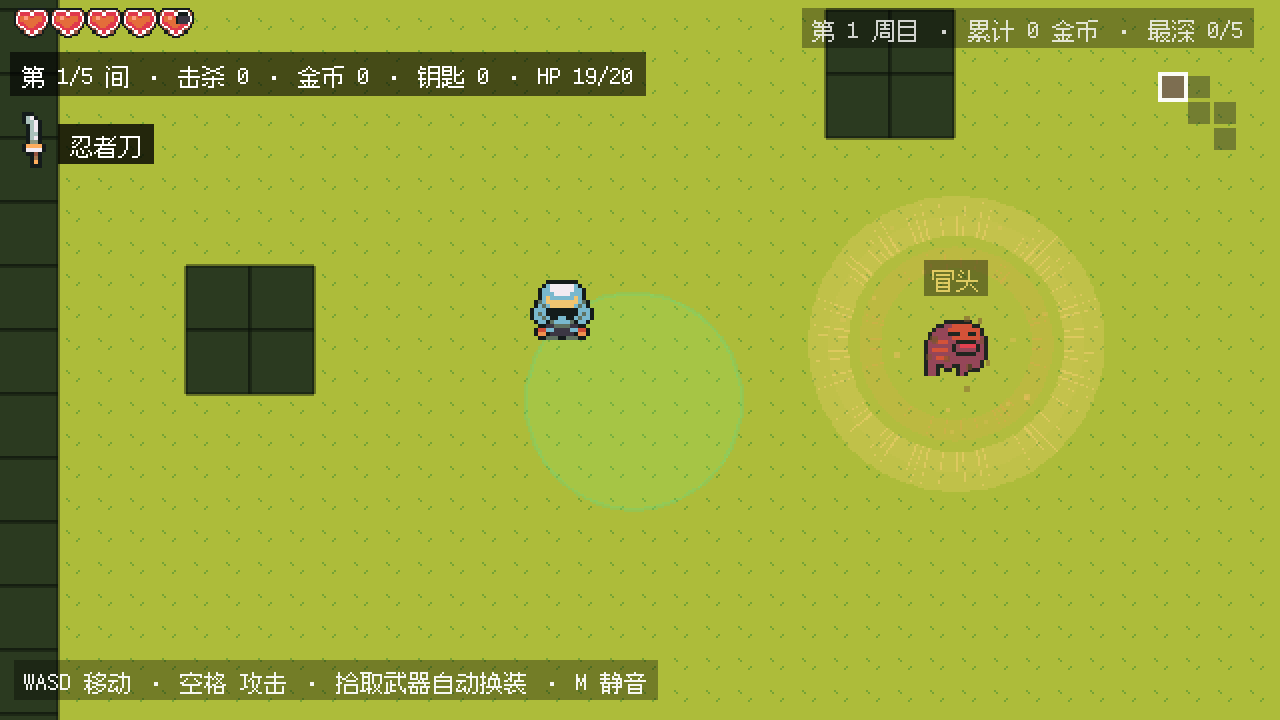 第 1 周目 · 累计 0 金币 · 最深 0/5
第 1/5 间 · 击杀 0 · 金币 0 · 钥匙 0 · HP 19/20
忍者刀
冒头
WASD 移动 · 空格 攻击 · 拾取武器自动换装 · M 静音